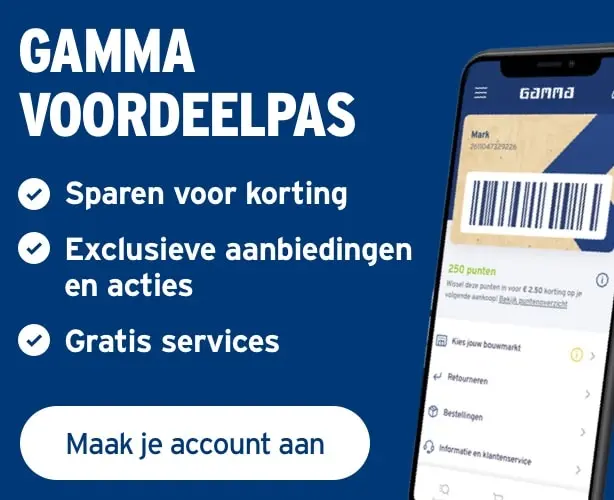 GAMMA
VOORDEELPAS
Sparen voor korting
Exclusieve aanbiedingen
en acties
Gratis services
Maak je account aan
GAMMA
Mark
250 punten
Wissel deze punten in voor € 2.50 korting op je
volgende aankoop! Bekijk puntenoverzicht
Kies jouw bouwmarkt
Retourneren
Bestellingen
Informatie en klantenservice